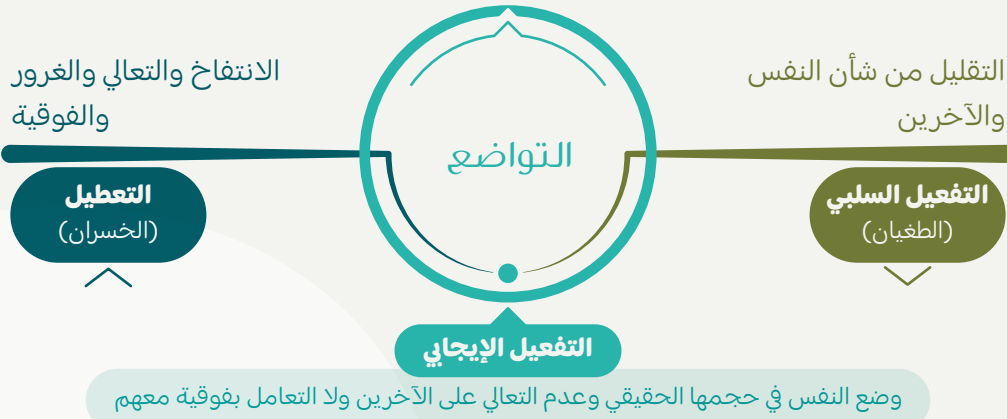 التقليل من شأن النفس
والآخرين
التفعيل السلبي
(الطغيان)
التواضع
الانتفاخ والتعالي والغرور
والفوقية
التعطيل
(الخسران)
التفعيل الإيجابي
وضع النفس في حجمها الحقيقي وعدم التعالي على الآخرين ولا التعامل بفوقية معهم